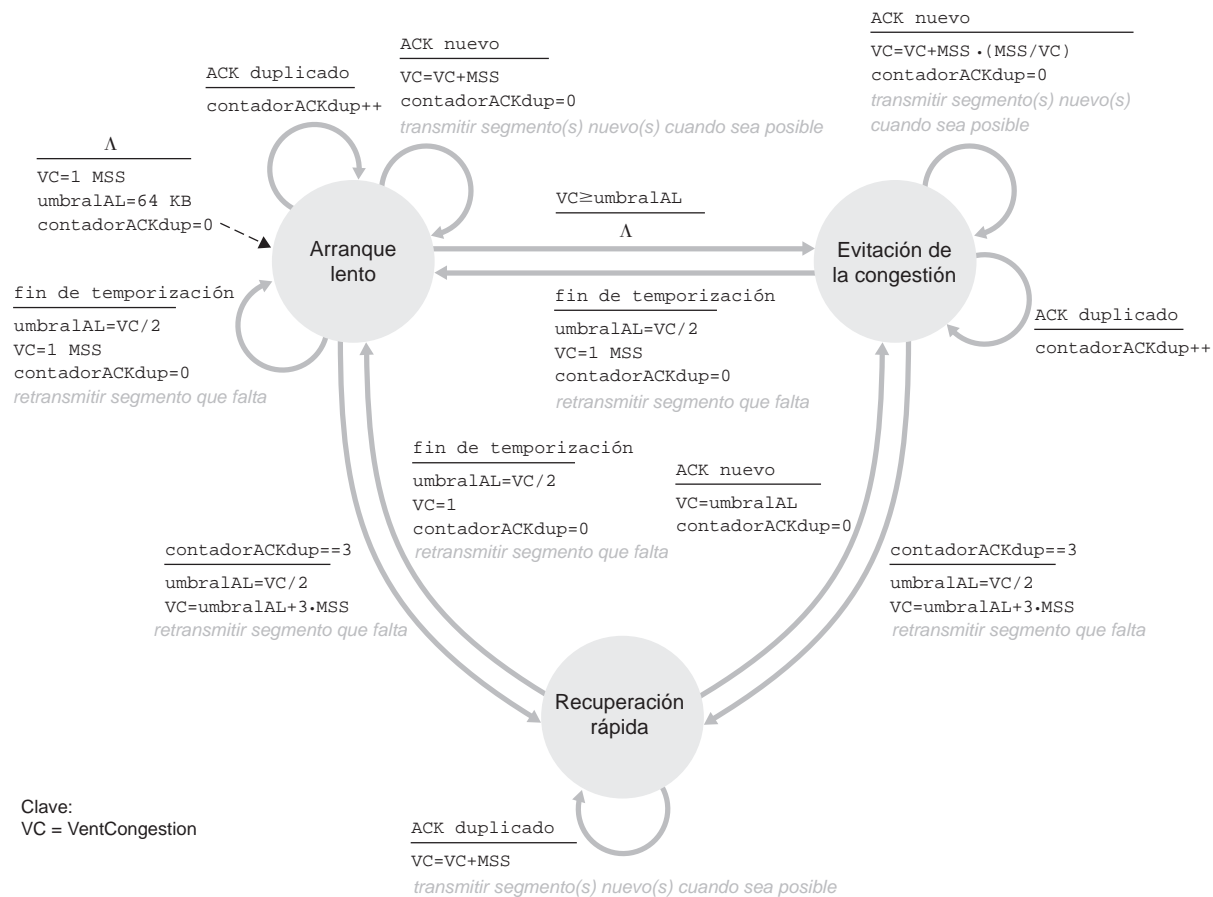 ACK nuevo
VC=VC+MSS •(MSS/VC)
contadorACKdup=0
transmitir segmento(s) nuevo(s)
cuando sea posible
ACK nuevo
VC=VC+MSS
contadorACKdup=0
transmitir segmento(s) nuevo(s) cuando sea posible
ACK duplicado
contadorACKdup++
Λ
VC=1 MSS
umbralAL=64 KB
contadorACKdup=0
Arranque
lento
VC≥umbralAL
Λ
Evitación de
la congestión
fin de temporización
umbralAL=VC/2
VC=1 MSS
contadorACKdup=0
retransmitir segmento que falta
fin de temporización
umbralAL=VC/2
VC=1 MSS
contadorACKdup=0
retransmitir segmento que falta
ACK duplicado
contadorACKdup++
fin de temporización
umbralAL=VC/2
VC=1
contadorACKdup=0
retransmitir segmento que falta
ACK nuevo
VC=umbralAL
contadorACKdup=0
contadorACKdup==3
umbralAL=VC/2
VC=umbralAL+3•MSS
retransmitir segmento que falta
contadorACKdup==3
umbralAL=VC/2
VC=umbralAL+3•MSS
retransmitir segmento que falta
Recuperación
rápida
Clave:
VC = VentCongestion
ACK duplicado
VC=VC+MSS
transmitir segmento(s) nuevo(s) cuando sea posible